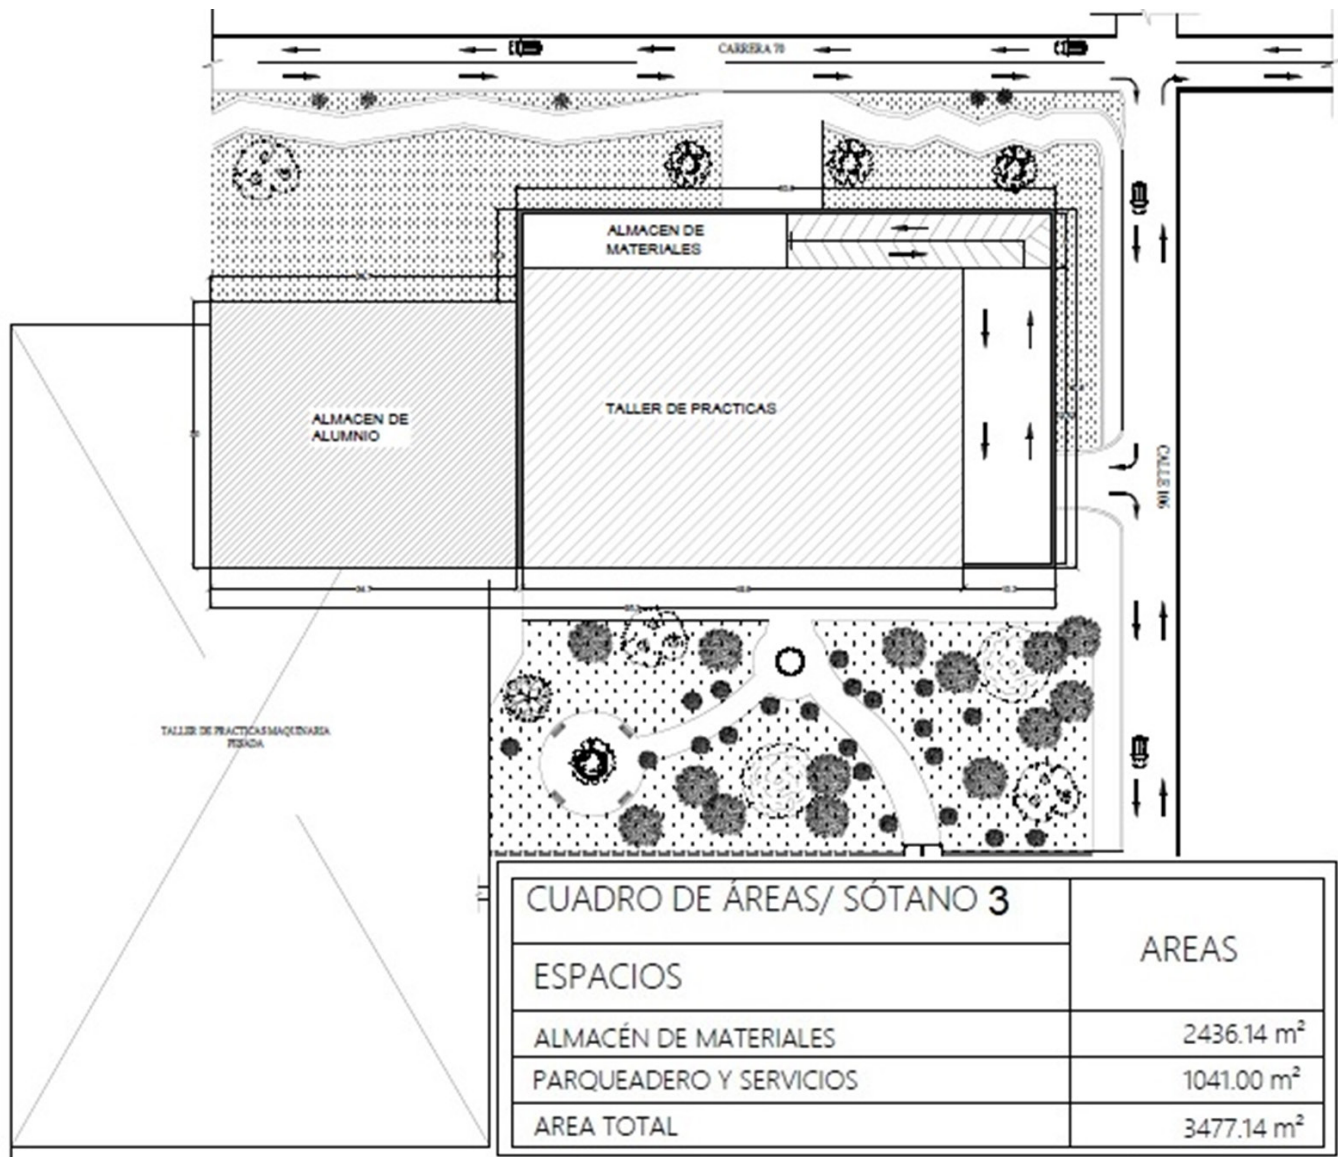 CARRERA 70
ALMACEN DE
MATERIALES
ALMACEN DE
ALUMNIO
TALLER DE PRACTICAS
CALLE 106
TALLER DE PRACTICAS MAQUINARIA
PESADA
CUADRO DE ÁREAS/ SÓTANO 3
AREAS
ESPACIOS
ALMACÉN DE MATERIALES 2436.14 m²
PARQUEADERO Y SERVICIOS 1041.00 m²
AREA TOTAL 3477.14 m²